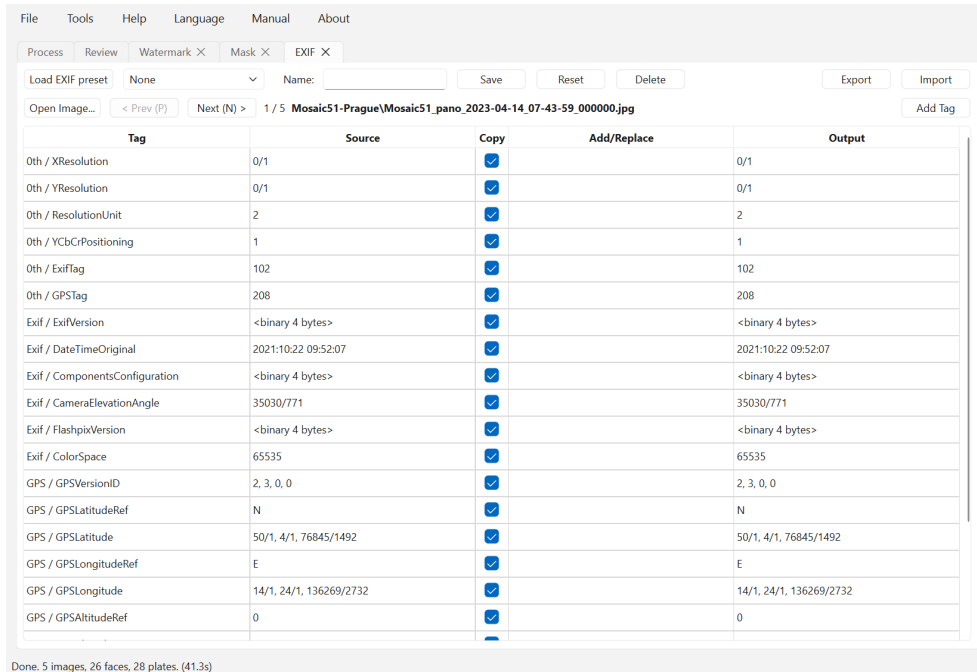 File Tools Help Language Manual About
Process Review Watermark Mask EXIF
Load EXIF preset None Name: Save Reset Delete Export Import
Open Image... < Prev (P) Next (N) > 1 / 5 Mosaic51-Prague\Mosaic51_pano_2023-04-14_07-43-59_000000.jpg Add Tag
Tag Source Copy Add/Replace Output
0th / XResolution 0/1 0/1
0th / YResolution 0/1 0/1
0th / ResolutionUnit 2 2
0th / YCbCrPositioning 1 1
0th / ExifTag 102 102
0th / GPSTag 208 208
Exif / ExifVersion <binary 4 bytes> <binary 4 bytes>
Exif / DateTimeOriginal 2021:10:22 09:52:07 2021:10:22 09:52:07
Exif / ComponentsConfiguration <binary 4 bytes> <binary 4 bytes>
Exif / CameraElevationAngle 35030/771 35030/771
Exif / FlashpixVersion <binary 4 bytes> <binary 4 bytes>
Exif / ColorSpace 65535 65535
GPS / GPSVersionID 2, 3, 0, 0 2, 3, 0, 0
GPS / GPSLatitudeRef N N
GPS / GPSLatitude 50/1, 4/1, 76845/1492 50/1, 4/1, 76845/1492
GPS / GPSLongitudeRef E E
GPS / GPSLongitude 14/1, 24/1, 136269/2732 14/1, 24/1, 136269/2732
GPS / GPSAltitudeRef 0 0
Done. 5 images, 26 faces, 28 plates. (41.3s)